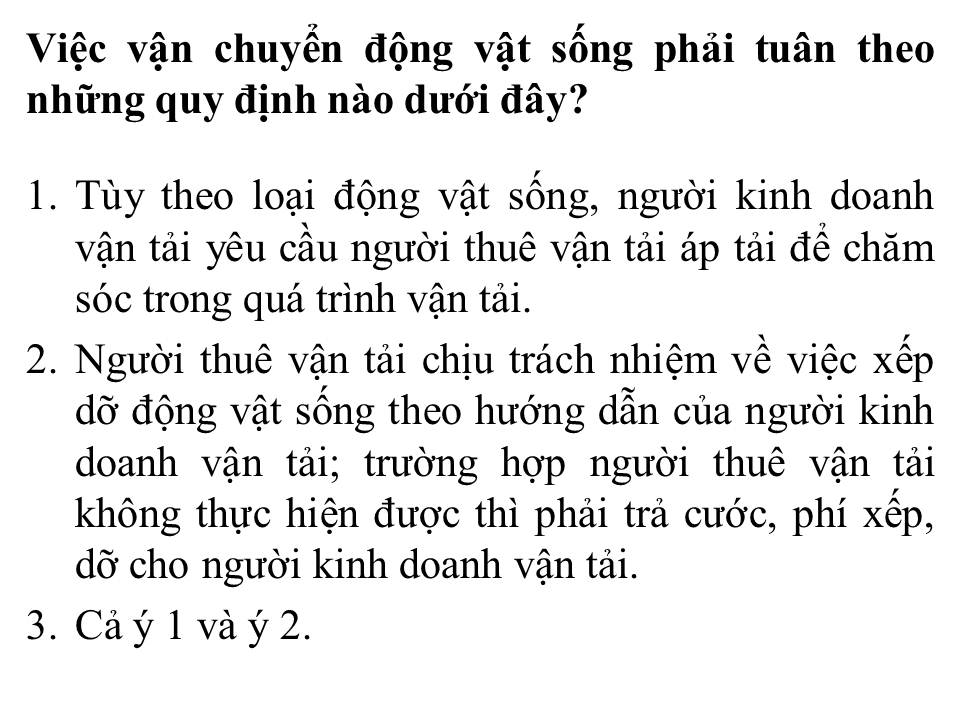 Việc vận chuyển động vật sống phải tuân theo
những quy định nào dưới đây?
1. Tùy theo loại động vật sống, người kinh doanh
vận tải yêu cầu người thuê vận tải áp tải để chăm
sóc trong quá trình vận tải.
2. Người thuê vận tải chịu trách nhiệm về việc xếp
dỡ động vật sống theo hướng dẫn của người kinh
doanh vận tải; trường hợp người thuê vận tải
không thực hiện được thì phải trả cước, phí xếp,
dỡ cho người kinh doanh vận tải.
3. Cả ý 1 và ý 2.